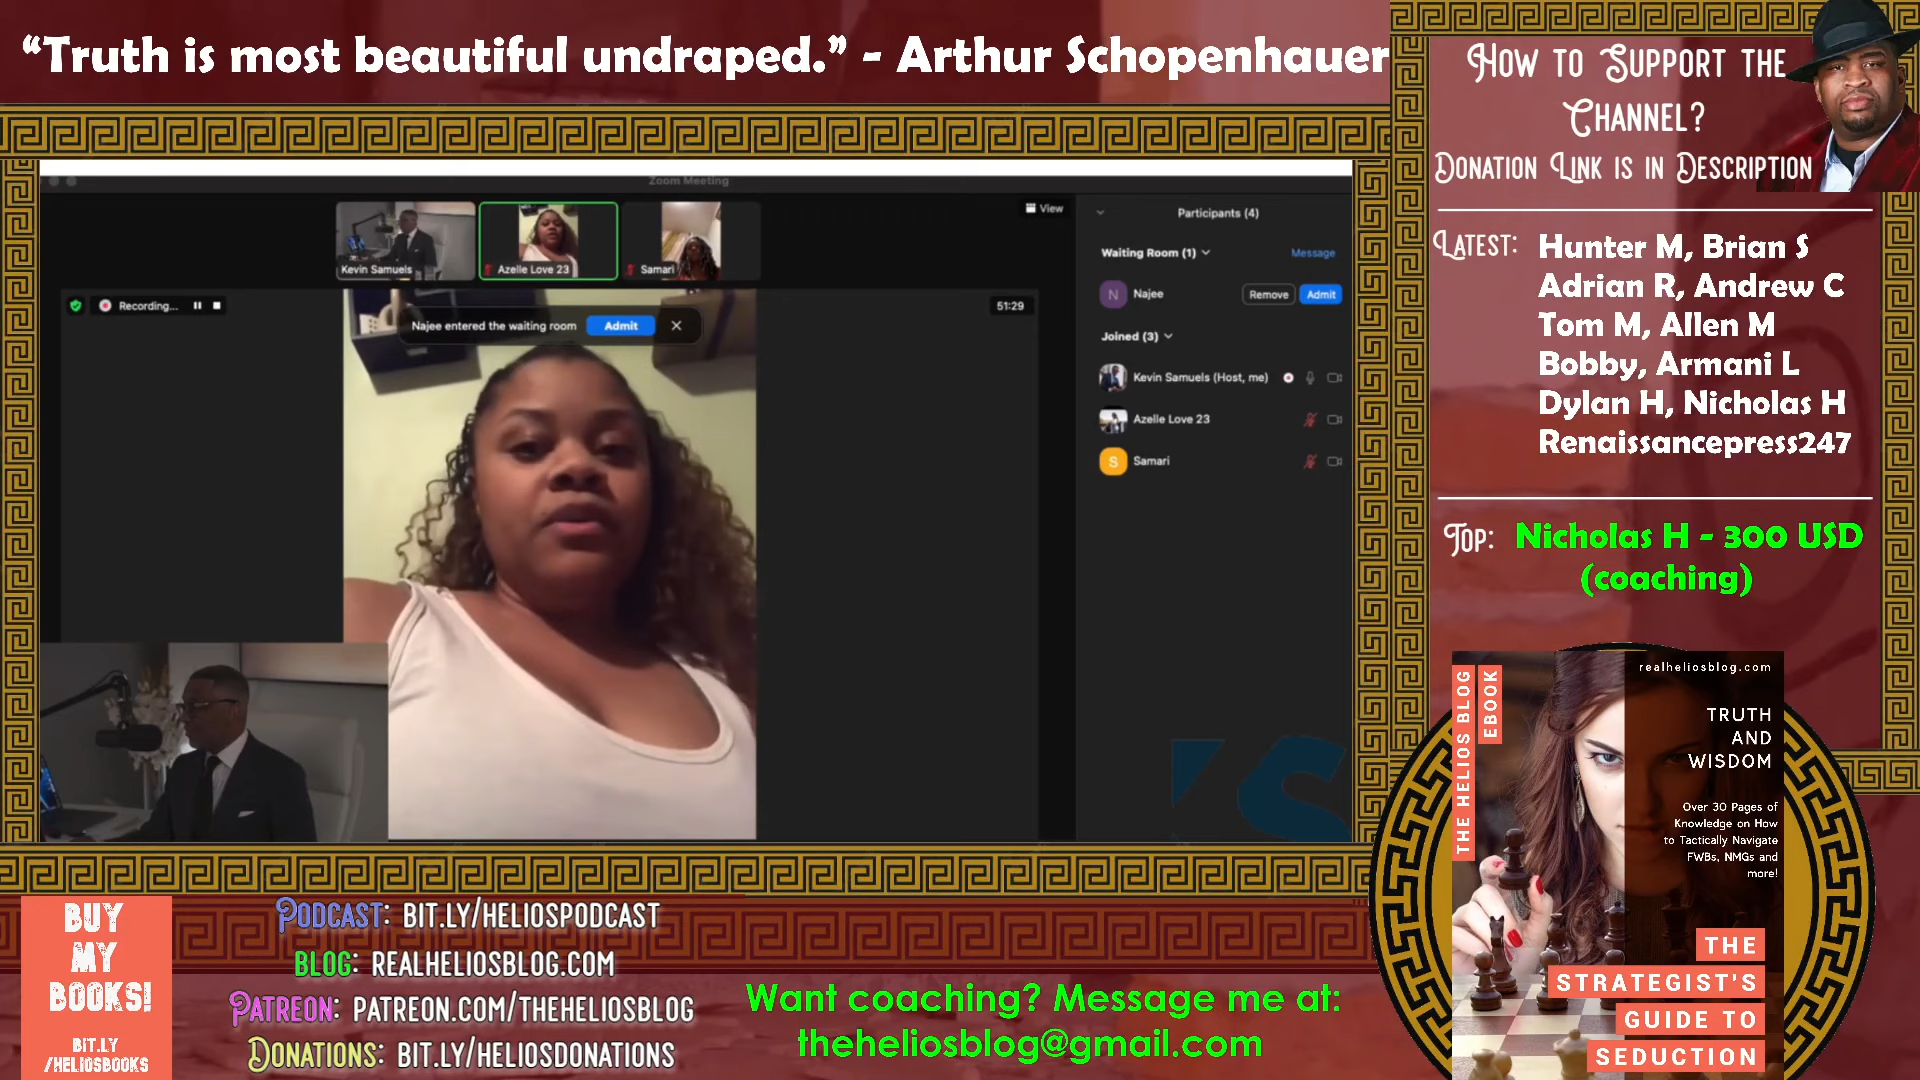 “Truth is most beautiful undraped.” - Arthur Schopenhauer
How to Support the
Channel?
Donation Link is in Description
Latest: Hunter M, Brian S
Adrian R, Andrew C
Tom M, Allen M
Bobby, Armani L
Dylan H, Nicholas H
Renaissancepress247
Top: Nicholas H - 300 USD
(coaching)
Zoom Meeting
View
Kevin Samuels
Azelle Love 23
Samari
Recording...
Najee entered the waiting room Admit
51:29
Participants (4)
Waiting Room (1) Message
N Najee Remove Admit
Joined (3)
Kevin Samuels (Host, me)
Azelle Love 23
S Samari
S
realheliosblog.com
THE HELIOS BLOG
EBOOK
TRUTH
AND
WISDOM
Over 30 Pages of
Knowledge on How
to Tactically Navigate
FWBs, NMGs and
more!
THE
STRATEGIST'S
GUIDE TO
SEDUCTION
BUY
MY
BOOKS!
BIT.LY
/HELIOSBOOKS
Podcast: bit.ly/heliospodcast
Blog: realheliosblog.com
Patreon: patreon.com/theheliosblog
Donations: bit.ly/heliosdonations
Want coaching? Message me at:
theheliosblog@gmail.com